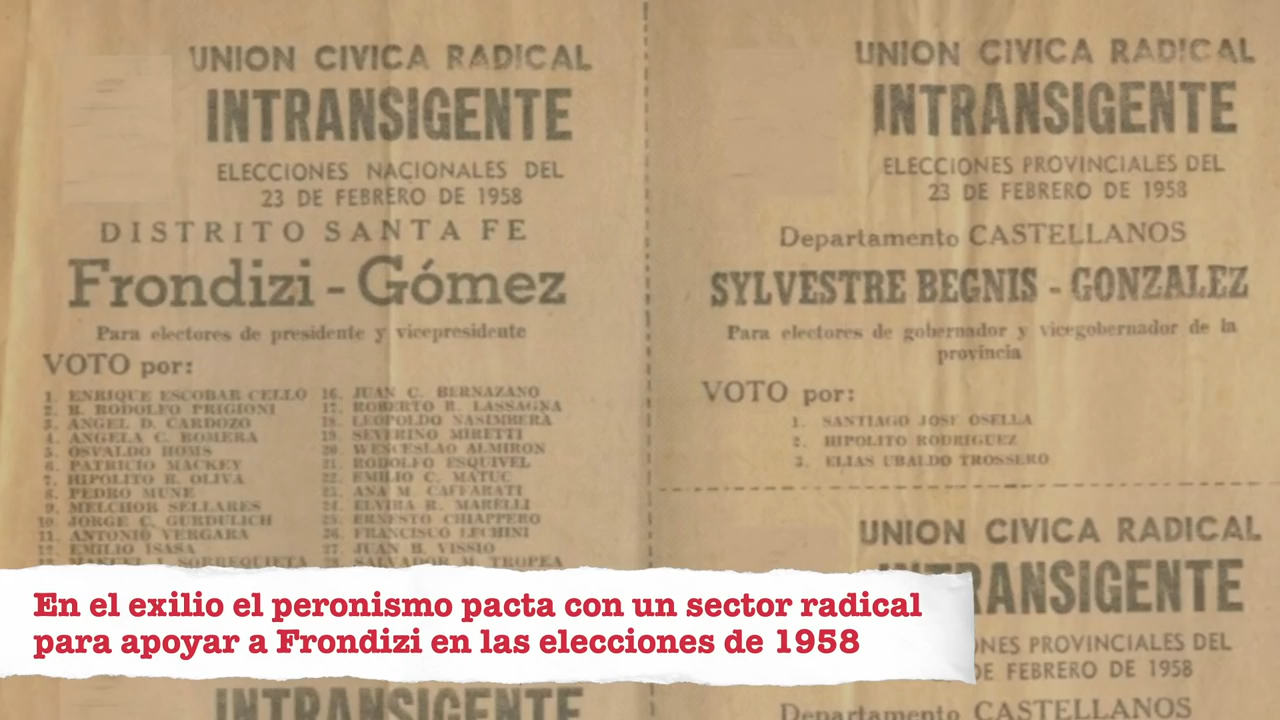 UNION CIVICA RADICAL
INTRANSIGENTE
ELECCIONES NACIONALES DEL
23 DE FEBRERO DE 1958
DISTRITO SANTA FE
Frondizi - Gómez
Para electores de presidente y vicepresidente
VOTO por:
1. ENRIQUE ESCOBAR CELLO
2. R. RODOLFO PRIGIONI
3. ANGEL D. CARDOZO
4. ANGELA C. ROMERA
5. OSVALDO HOMS
6. PATRICIO MACKEY
7. HIPOLITO R. OLIVA
8. PEDRO MUNE
9. MELCHOR SELLARES
10. JORGE C. GURDULICH
11. ANTONIO VERGARA
12. EMILIO ISASA
16. JUAN C. BERNAZANO
17. ROBERTO R. LASSAGNA
18. LEOPOLDO NASIMBERA
19. SEVERINO MIRETTI
20. WENCESLAO ALMIRON
21. RODOLFO ESQUIVEL
22. EMILIO C. MATUC
23. ANA M. CAFFARATI
24. ELVIRA R. MARELLI
25. ERNESTO CHIAPPERO
26. FRANCISCO LECHINI
27. JUAN B. VISSIO
28. SALVADOR M. TROPEA
INTRANSIGENTE
UNION CIVICA RADICAL
INTRANSIGENTE
ELECCIONES PROVINCIALES DEL
23 DE FEBRERO DE 1958
Departamento CASTELLANOS
SYLVESTRE BEGNIS - GONZALEZ
Para electores de gobernador y vicegobernador de la
provincia
VOTO por:
1. SANTIAGO JOSE OSELLA
2. HIPOLITO RODRIGUEZ
3. ELIAS UBALDO TROSSERO
UNION CIVICA RADICAL
RANSIGENTE
NES PROVINCIALES DEL
DE FEBRERO DE 1958
Departamento CASTELLANOS
En el exilio el peronismo pacta con un sector radical
para apoyar a Frondizi en las elecciones de 1958